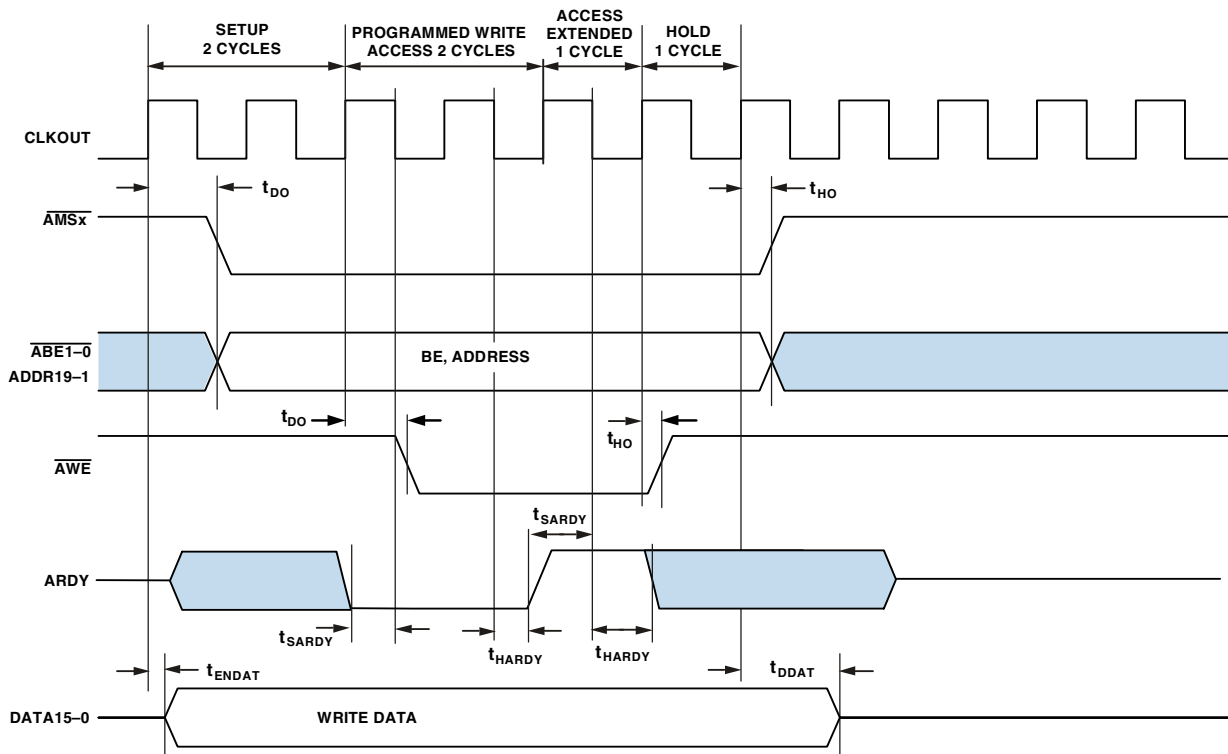 SETUP
2 CYCLES
PROGRAMMED WRITE
ACCESS 2 CYCLES
ACCESS
EXTENDED
1 CYCLE
HOLD
1 CYCLE
CLKOUT
tDO
tHO
AMSx
ABE1–0
BE, ADDRESS
ADDR19–1
tDO
tHO
AWE
tSARDY
ARDY
tSARDY
tHARDY
tHARDY
tENDAT
tDDAT
DATA15–0
WRITE DATA